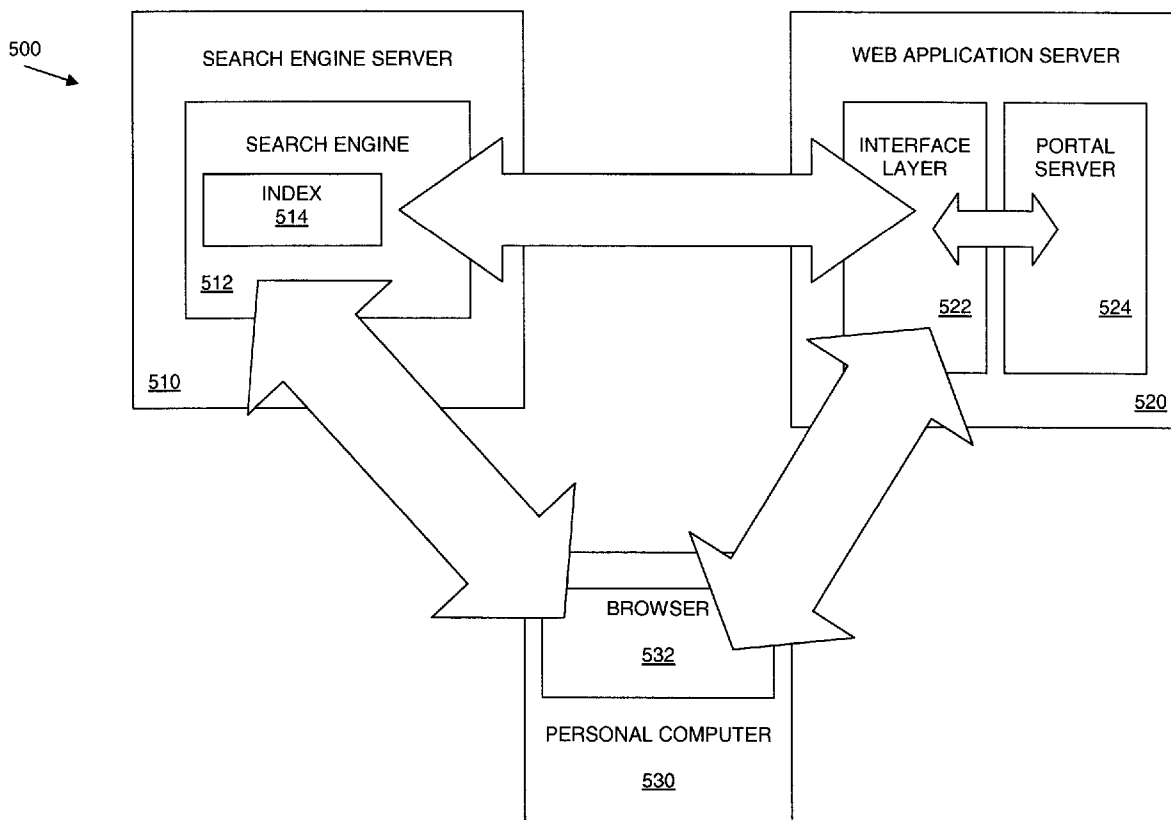 500
SEARCH ENGINE SERVER
SEARCH ENGINE
INDEX
514
512
510
WEB APPLICATION SERVER
INTERFACE
LAYER
PORTAL
SERVER
522
524
520
BROWSER
532
PERSONAL COMPUTER
530